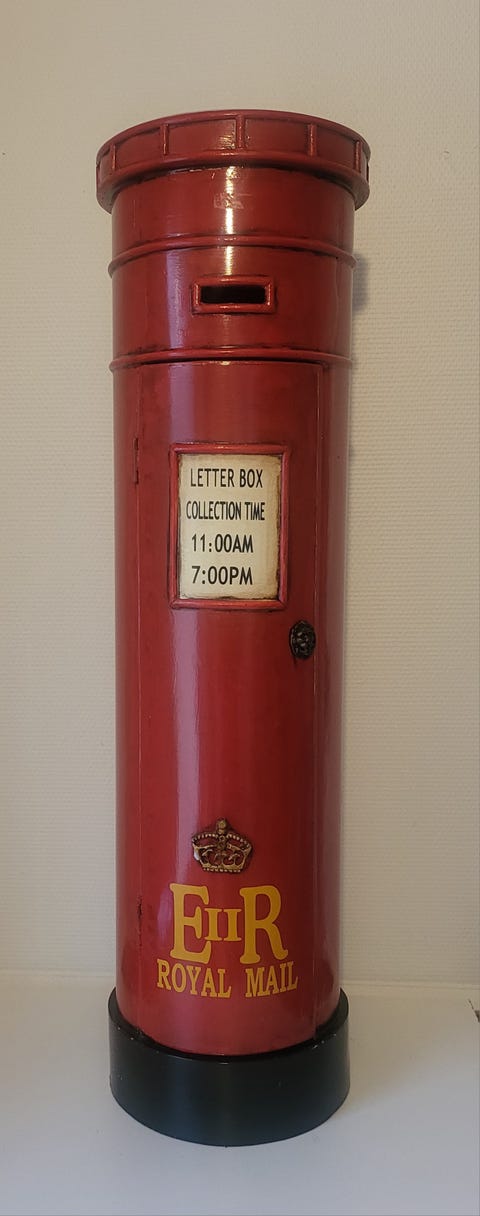 LETTER BOX
COLLECTION TIME
11:00AM
7:00PM
EIIR
ROYAL MAIL